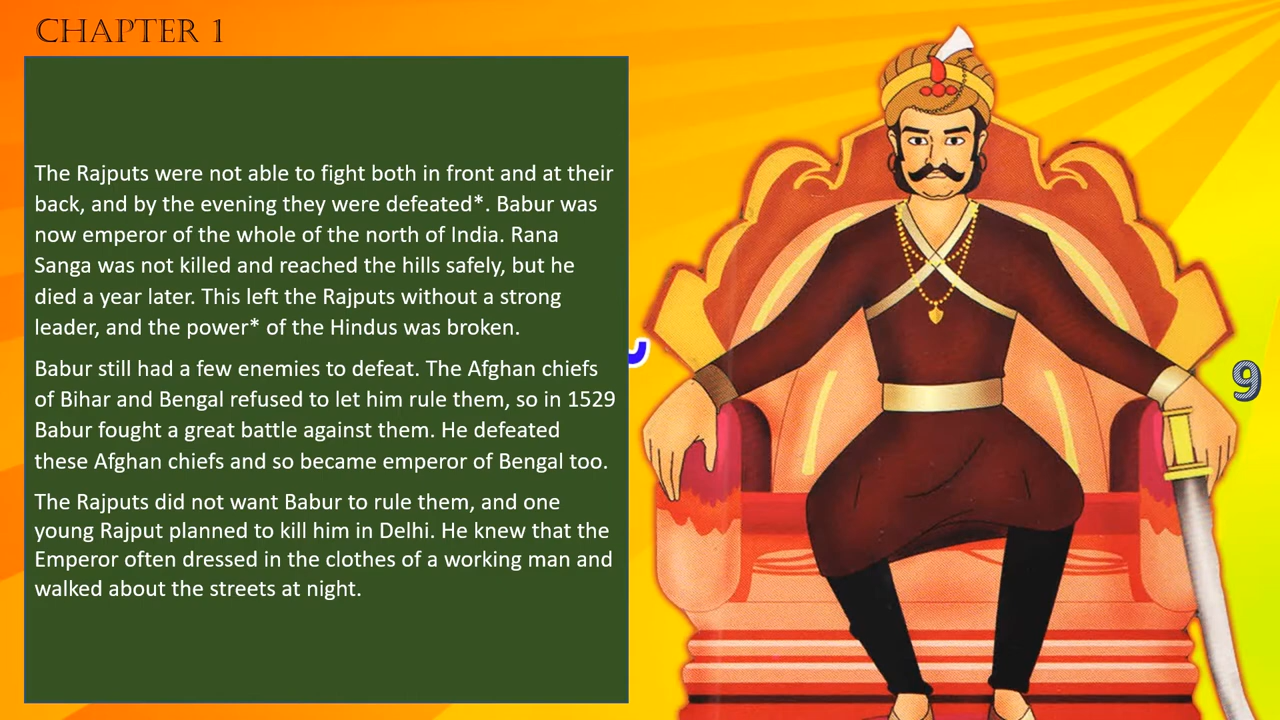 CHAPTER 1
The Rajputs were not able to fight both in front and at their
back, and by the evening they were defeated*. Babur was
now emperor of the whole of the north of India. Rana
Sanga was not killed and reached the hills safely, but he
died a year later. This left the Rajputs without a strong
leader, and the power* of the Hindus was broken.
Babur still had a few enemies to defeat. The Afghan chiefs
of Bihar and Bengal refused to let him rule them, so in 1529
Babur fought a great battle against them. He defeated
these Afghan chiefs and so became emperor of Bengal too.
The Rajputs did not want Babur to rule them, and one
young Rajput planned to kill him in Delhi. He knew that the
Emperor often dressed in the clothes of a working man and
walked about the streets at night.
9